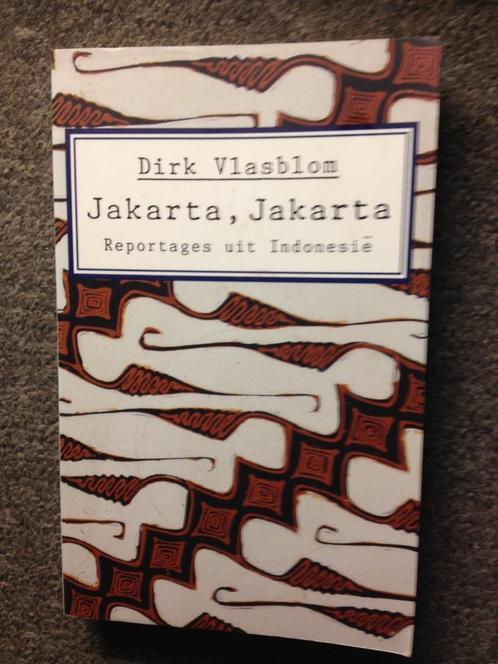 Dirk Vlasblom
Jakarta, Jakarta
Reportages uit Indonesië